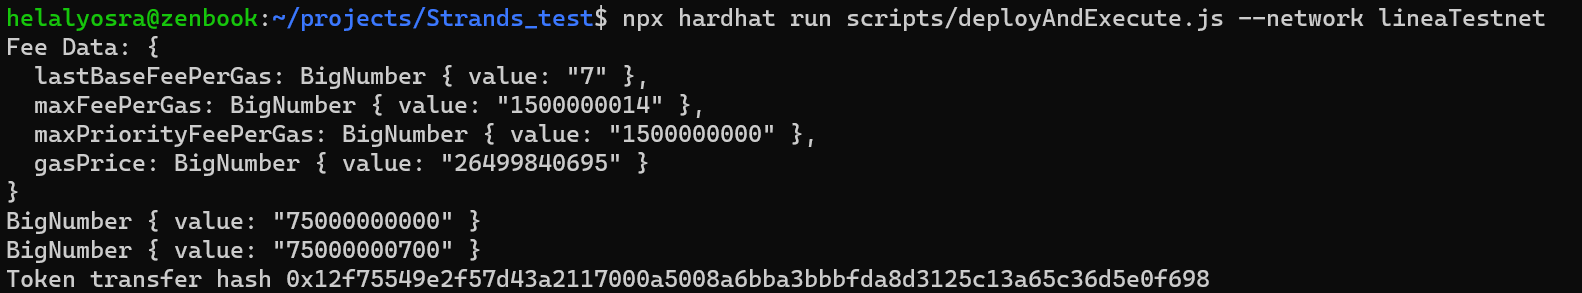 helalyosra@zenbook:~/projects/Strands_test$ npx hardhat run scripts/deployAndExecute.js --network lineaTestnet
Fee Data: {
  lastBaseFeePerGas: BigNumber { value: "7" },
  maxFeePerGas: BigNumber { value: "1500000014" },
  maxPriorityFeePerGas: BigNumber { value: "1500000000" },
  gasPrice: BigNumber { value: "26499840695" }
}
BigNumber { value: "75000000000" }
BigNumber { value: "75000000700" }
Token transfer hash 0x12f75549e2f57d43a2117000a5008a6bba3bbbfda8d3125c13a65c36d5e0f698